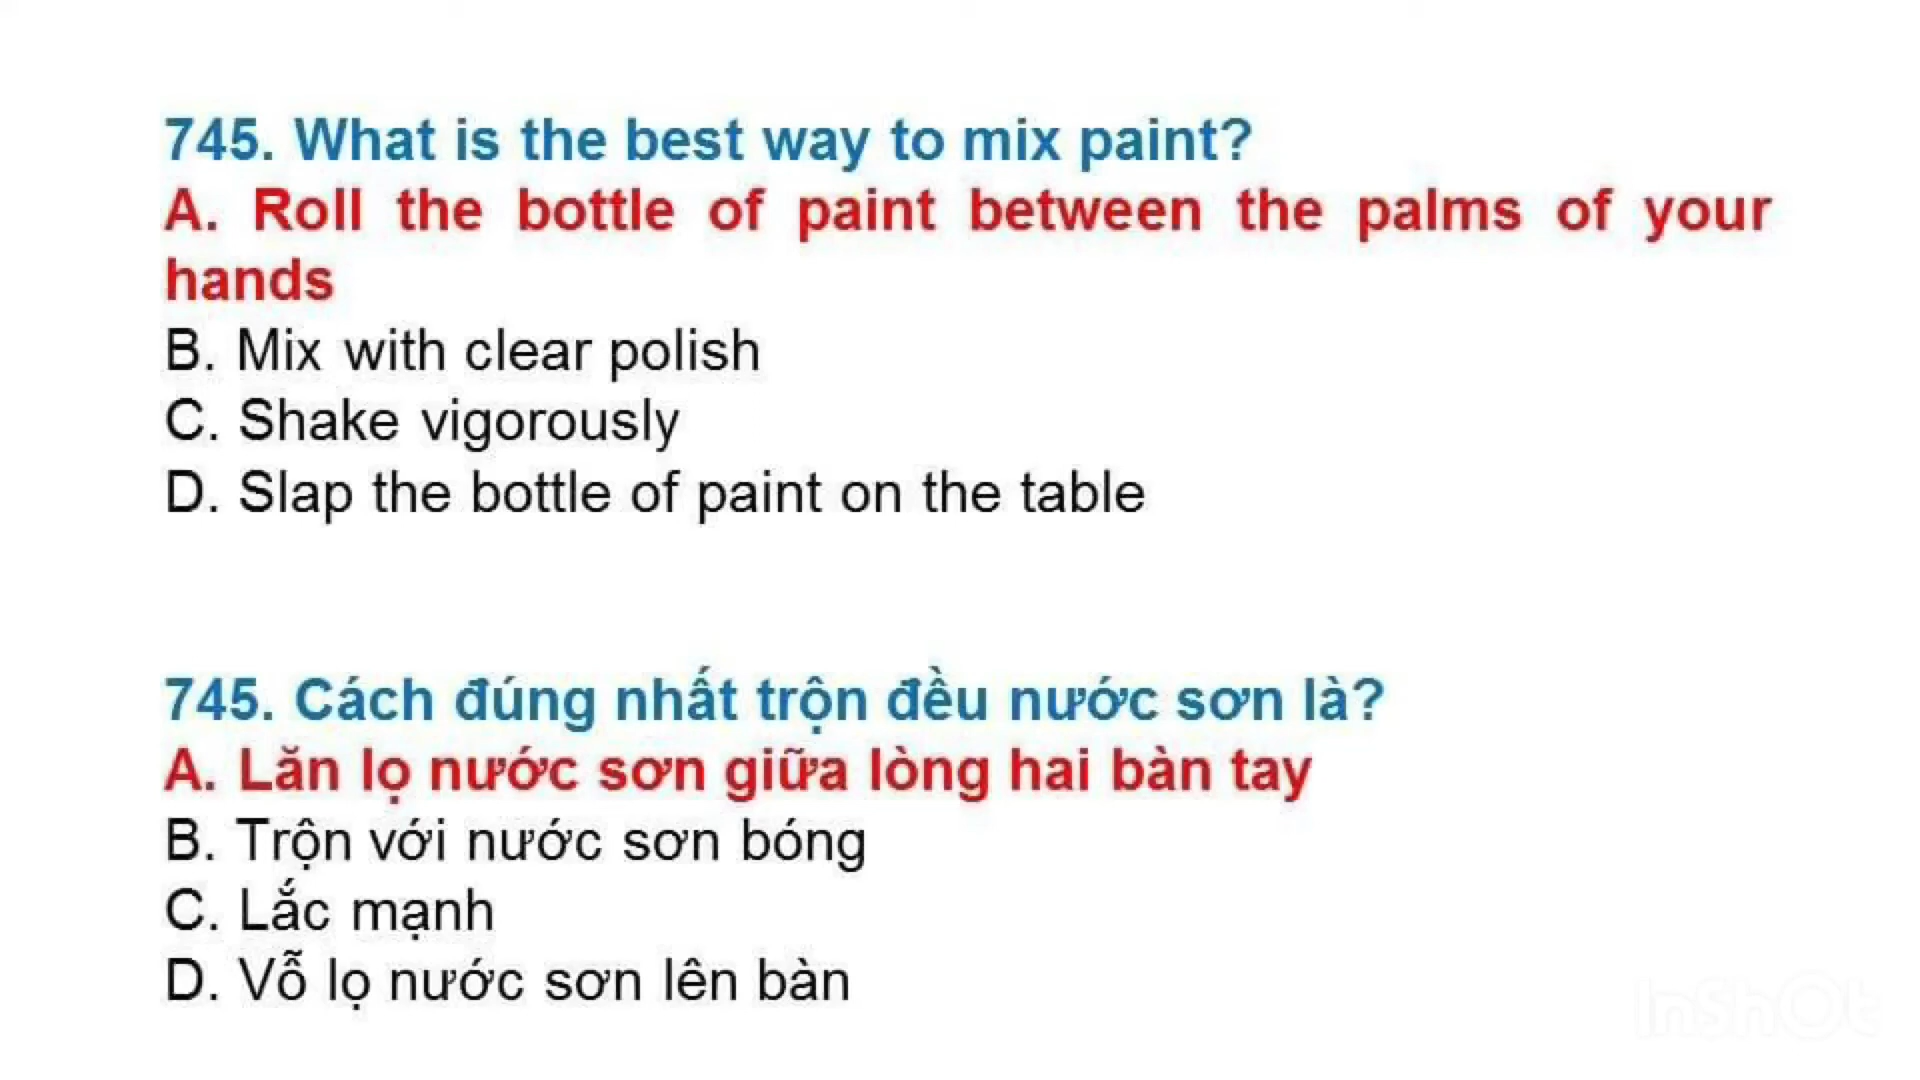 745. What is the best way to mix paint?
A. Roll the bottle of paint between the palms of your
hands
B. Mix with clear polish
C. Shake vigorously
D. Slap the bottle of paint on the table
745. Cách đúng nhất trộn đều nước sơn là?
A. Lăn lọ nước sơn giữa lòng hai bàn tay
B. Trộn với nước sơn bóng
C. Lắc mạnh
D. Vỗ lọ nước sơn lên bàn
InShOt